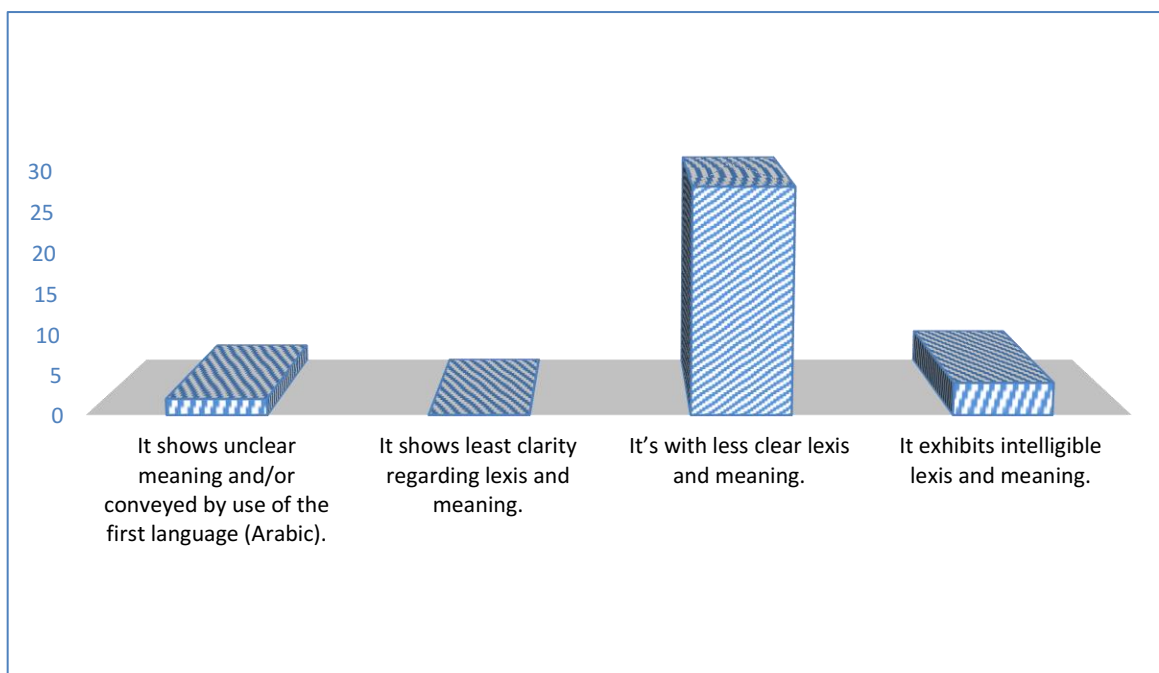 30
25
20
15
10
5
0
It shows unclear
meaning and/or
conveyed by use of the
first language (Arabic).
It shows least clarity
regarding lexis and
meaning.
It’s with less clear lexis
and meaning.
It exhibits intelligible
lexis and meaning.